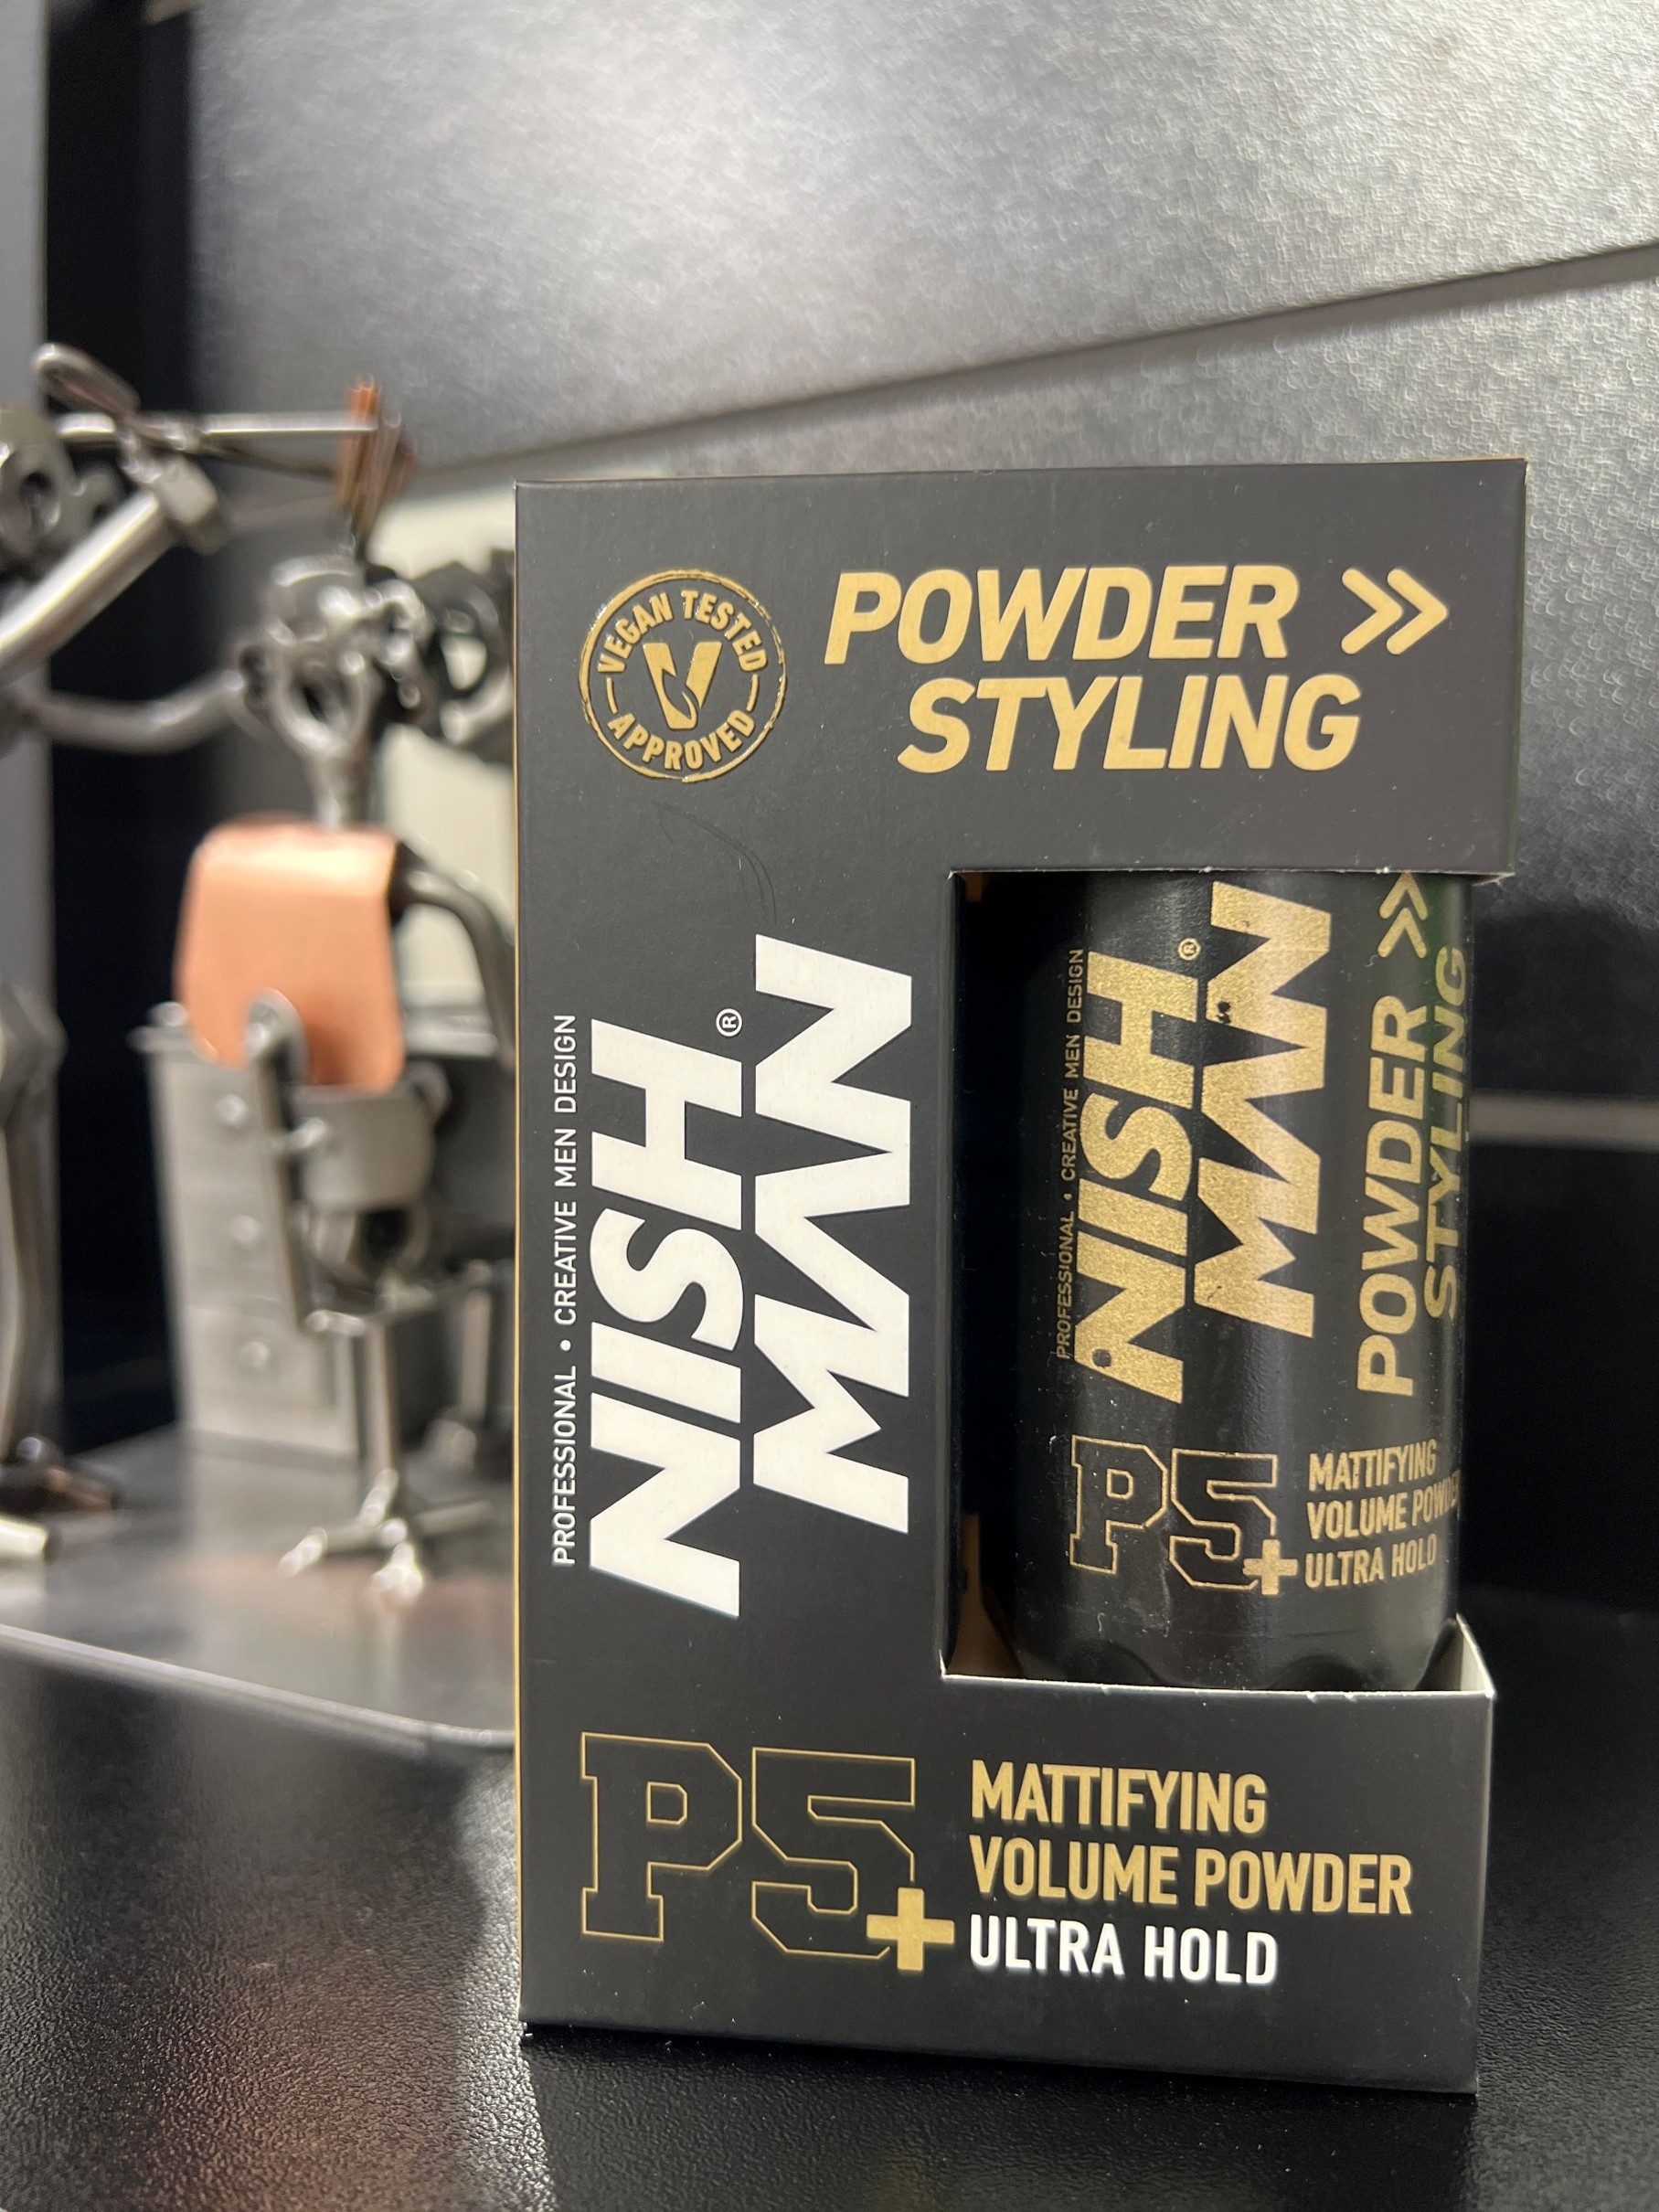 VEGAN TESTED
V
APPROVED
POWDER
STYLING
PROFESSIONAL • CREATIVE MEN DESIGN
NISH®
MAN
P5+
MATTIFYING
VOLUME POWDER
ULTRA HOLD
PROFESSIONAL • CREATIVE MEN DESIGN
NISH®
MAN
POWDER
STYLING
P5+
MATTIFYING
VOLUME POWDER
ULTRA HOLD